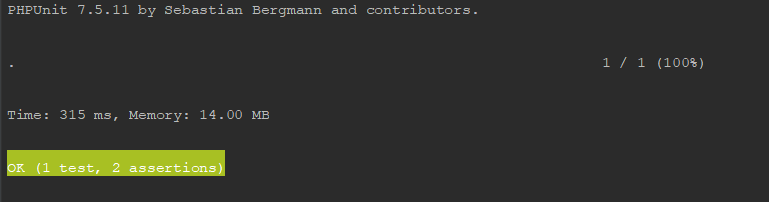 PHPUnit 7.5.11 by Sebastian Bergmann and contributors.
. 1 / 1 (100%)
Time: 315 ms, Memory: 14.00 MB
OK (1 test, 2 assertions)